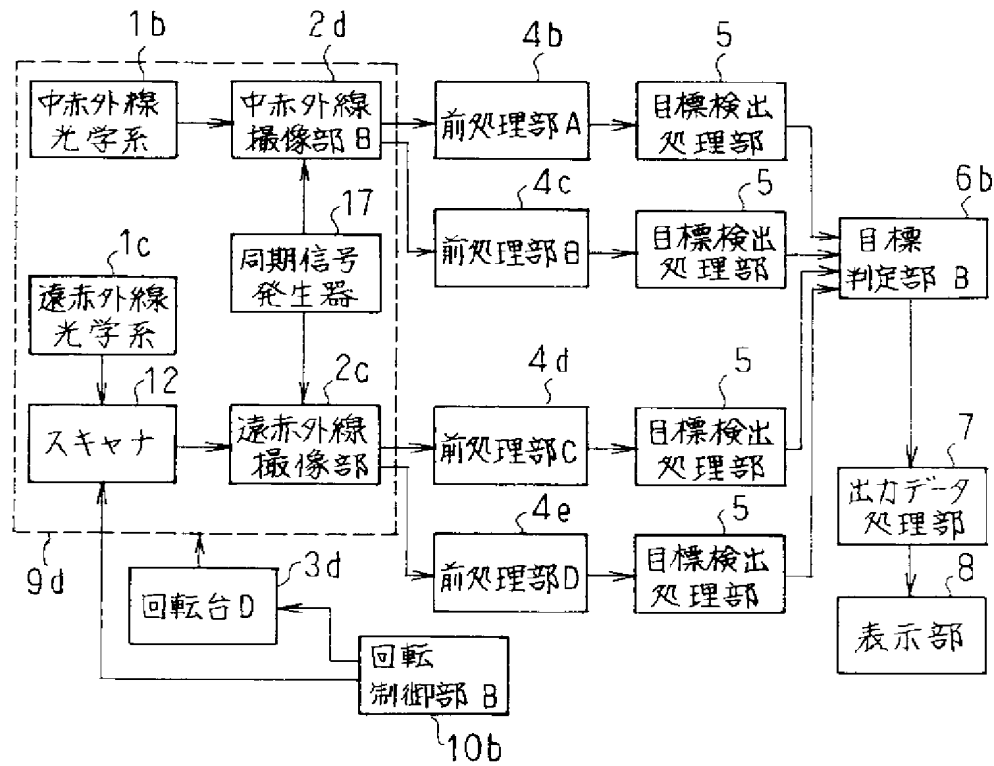 1b
2d
4b
5
中赤外線
光学系
中赤外線
撮像部B
前処理部A
目標検出
処理部
4c
5
6b
17
前処理部B
目標検出
処理部
目標
判定部 B
1c
同期信号
発生器
遠赤外線
光学系
12
2c
4d
5
スキャナ
遠赤外線
撮像部
前処理部C
目標検出
処理部
7
出力データ
処理部
4e
5
9d
3d
前処理部D
目標検出
処理部
8
回転台D
表示部
回転
制御部 B
10b